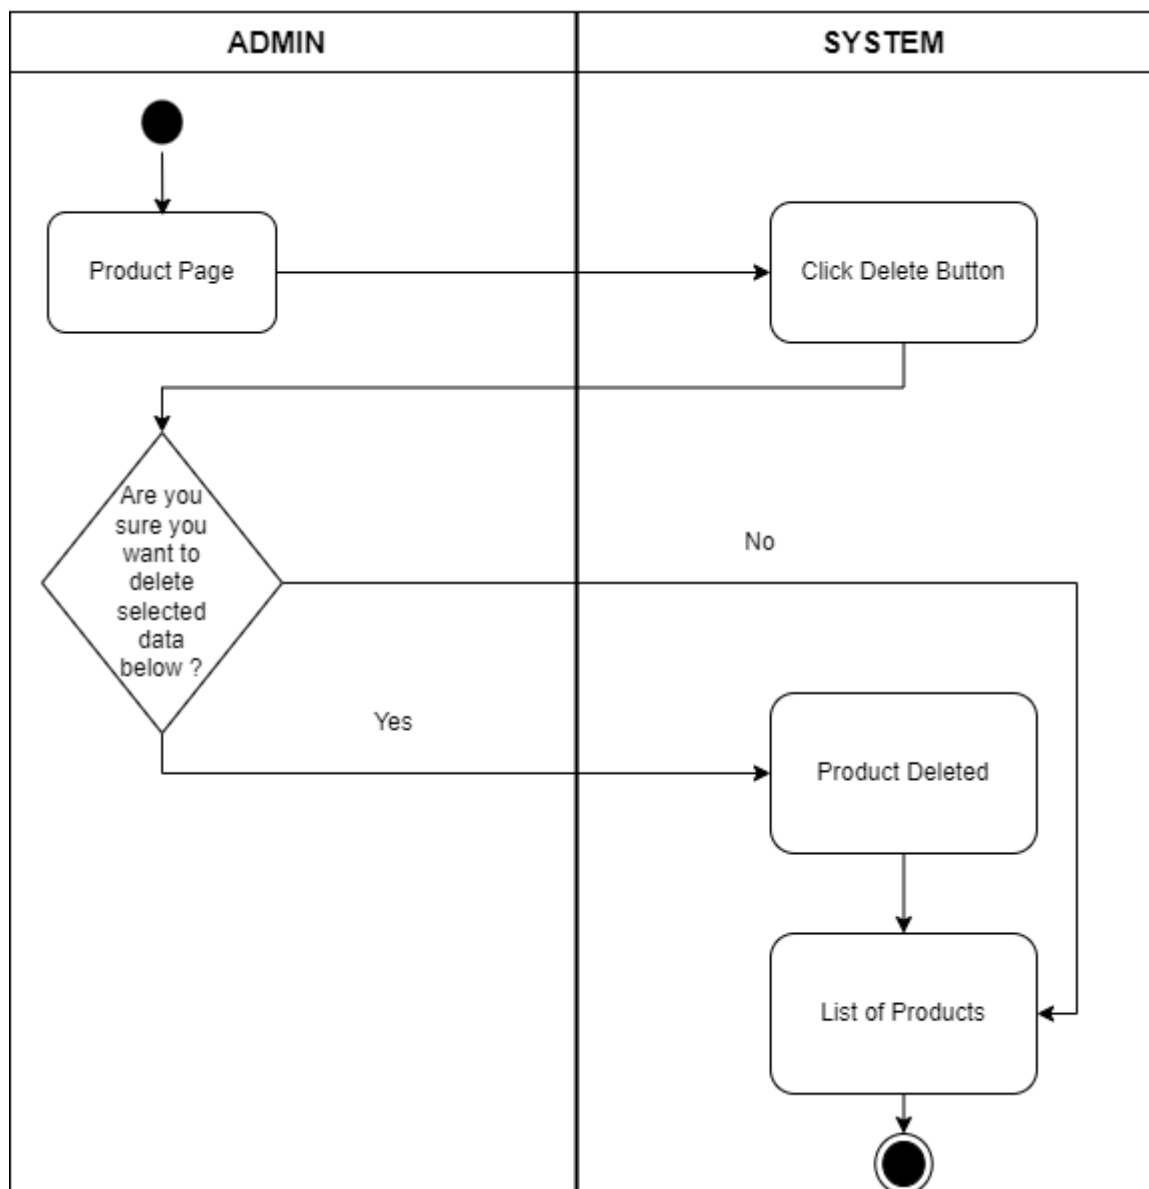 ADMIN
SYSTEM
Product Page
Click Delete Button
Are you
sure you
want to
delete
selected
data
below ?
No
Yes
Product Deleted
List of Products